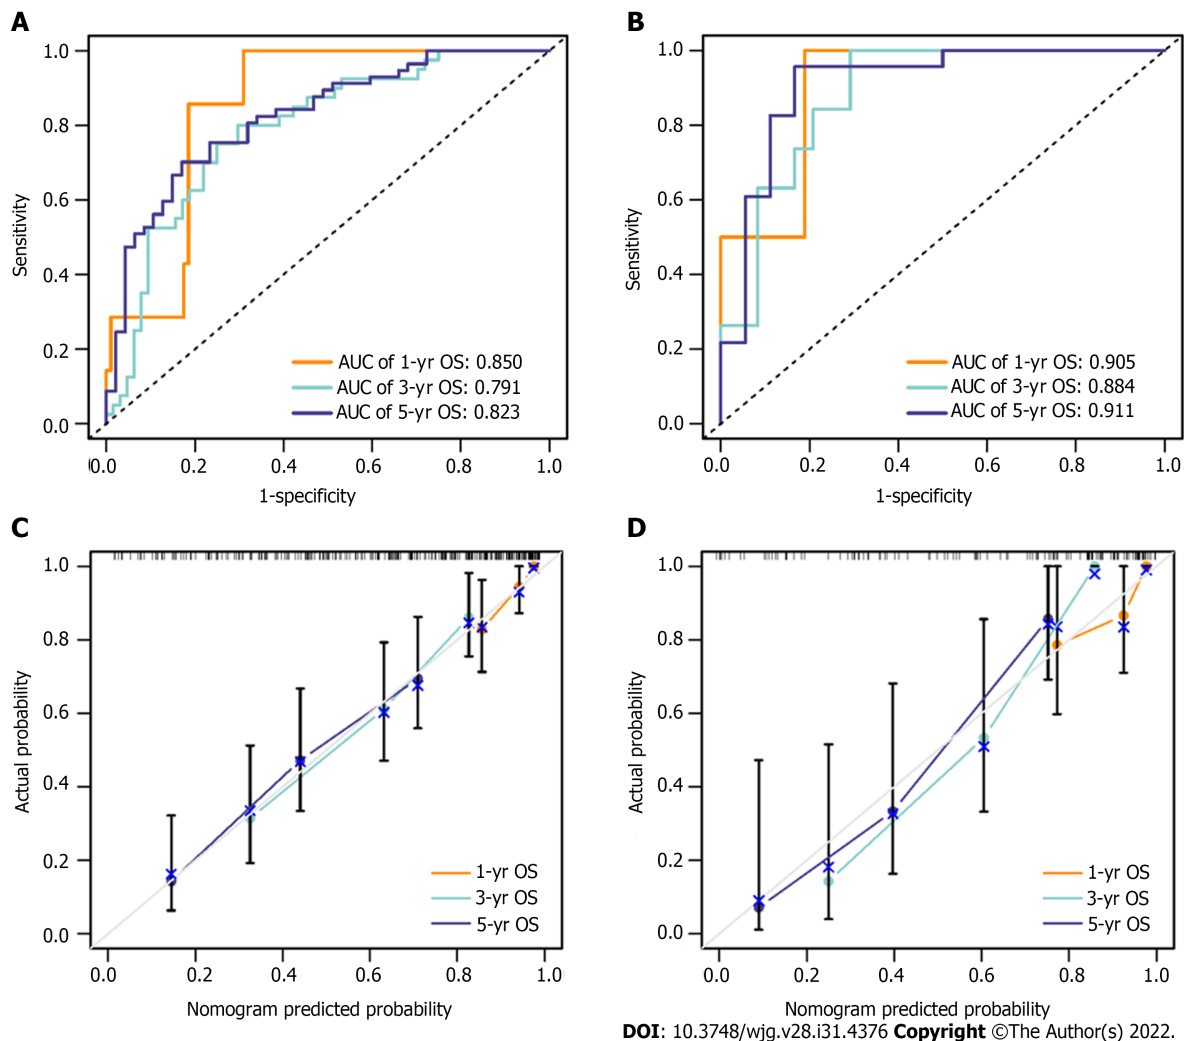 A
1.0
0.8
0.6
0.4
0.2
0.0
Sensitivity
AUC of 1-yr OS: 0.850
AUC of 3-yr OS: 0.791
AUC of 5-yr OS: 0.823
0.0 0.2 0.4 0.6 0.8 1.0
1-specificity
B
1.0
0.8
0.6
0.4
0.2
0.0
Sensitivity
AUC of 1-yr OS: 0.905
AUC of 3-yr OS: 0.884
AUC of 5-yr OS: 0.911
0.0 0.2 0.4 0.6 0.8 1.0
1-specificity
C
1.0
0.8
0.6
0.4
0.2
0.0
Actual probability
1-yr OS
3-yr OS
5-yr OS
0.0 0.2 0.4 0.6 0.8 1.0
Nomogram predicted probability
D
1.0
0.8
0.6
0.4
0.2
0.0
Actual probability
1-yr OS
3-yr OS
5-yr OS
0.0 0.2 0.4 0.6 0.8 1.0
Nomogram predicted probability
DOI: 10.3748/wjg.v28.i31.4376 Copyright ©The Author(s) 2022.